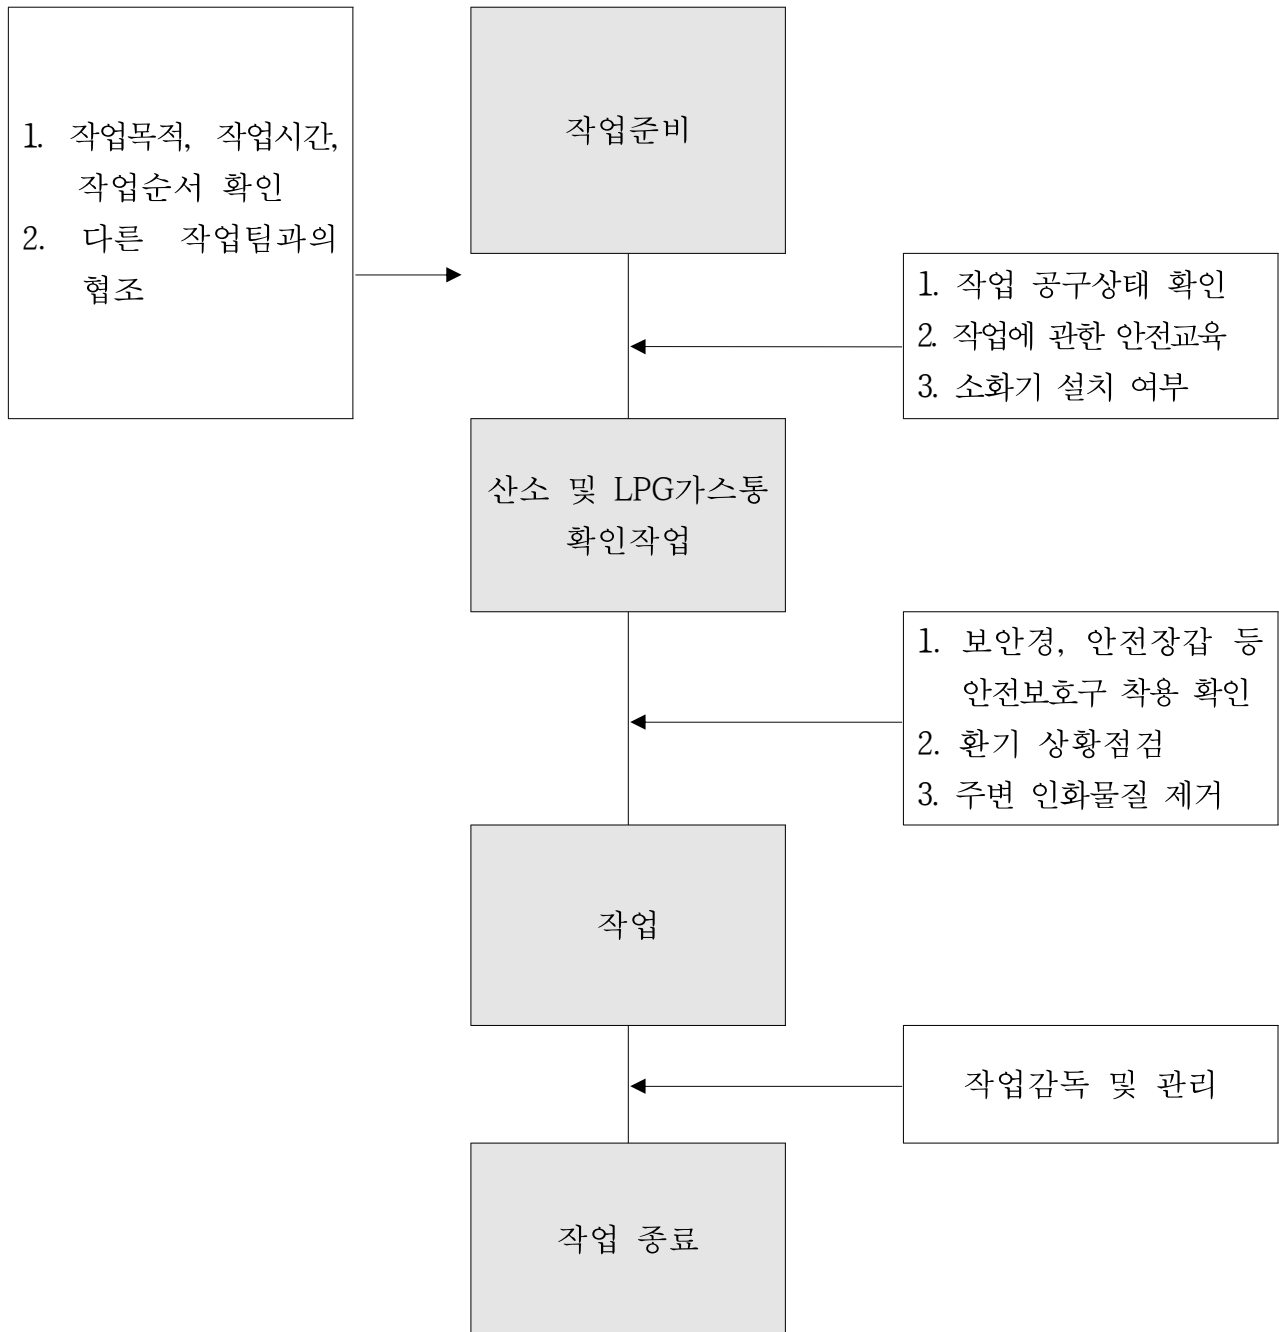 작업준비
1. 작업목적, 작업시간,
작업순서 확인
2. 다른 작업팀과의
협조
1. 작업 공구상태 확인
2. 작업에 관한 안전교육
3. 소화기 설치 여부
산소 및 LPG가스통
확인작업
1. 보안경, 안전장갑 등
안전보호구 착용 확인
2. 환기 상황점검
3. 주변 인화물질 제거
작업
작업감독 및 관리
작업 종료